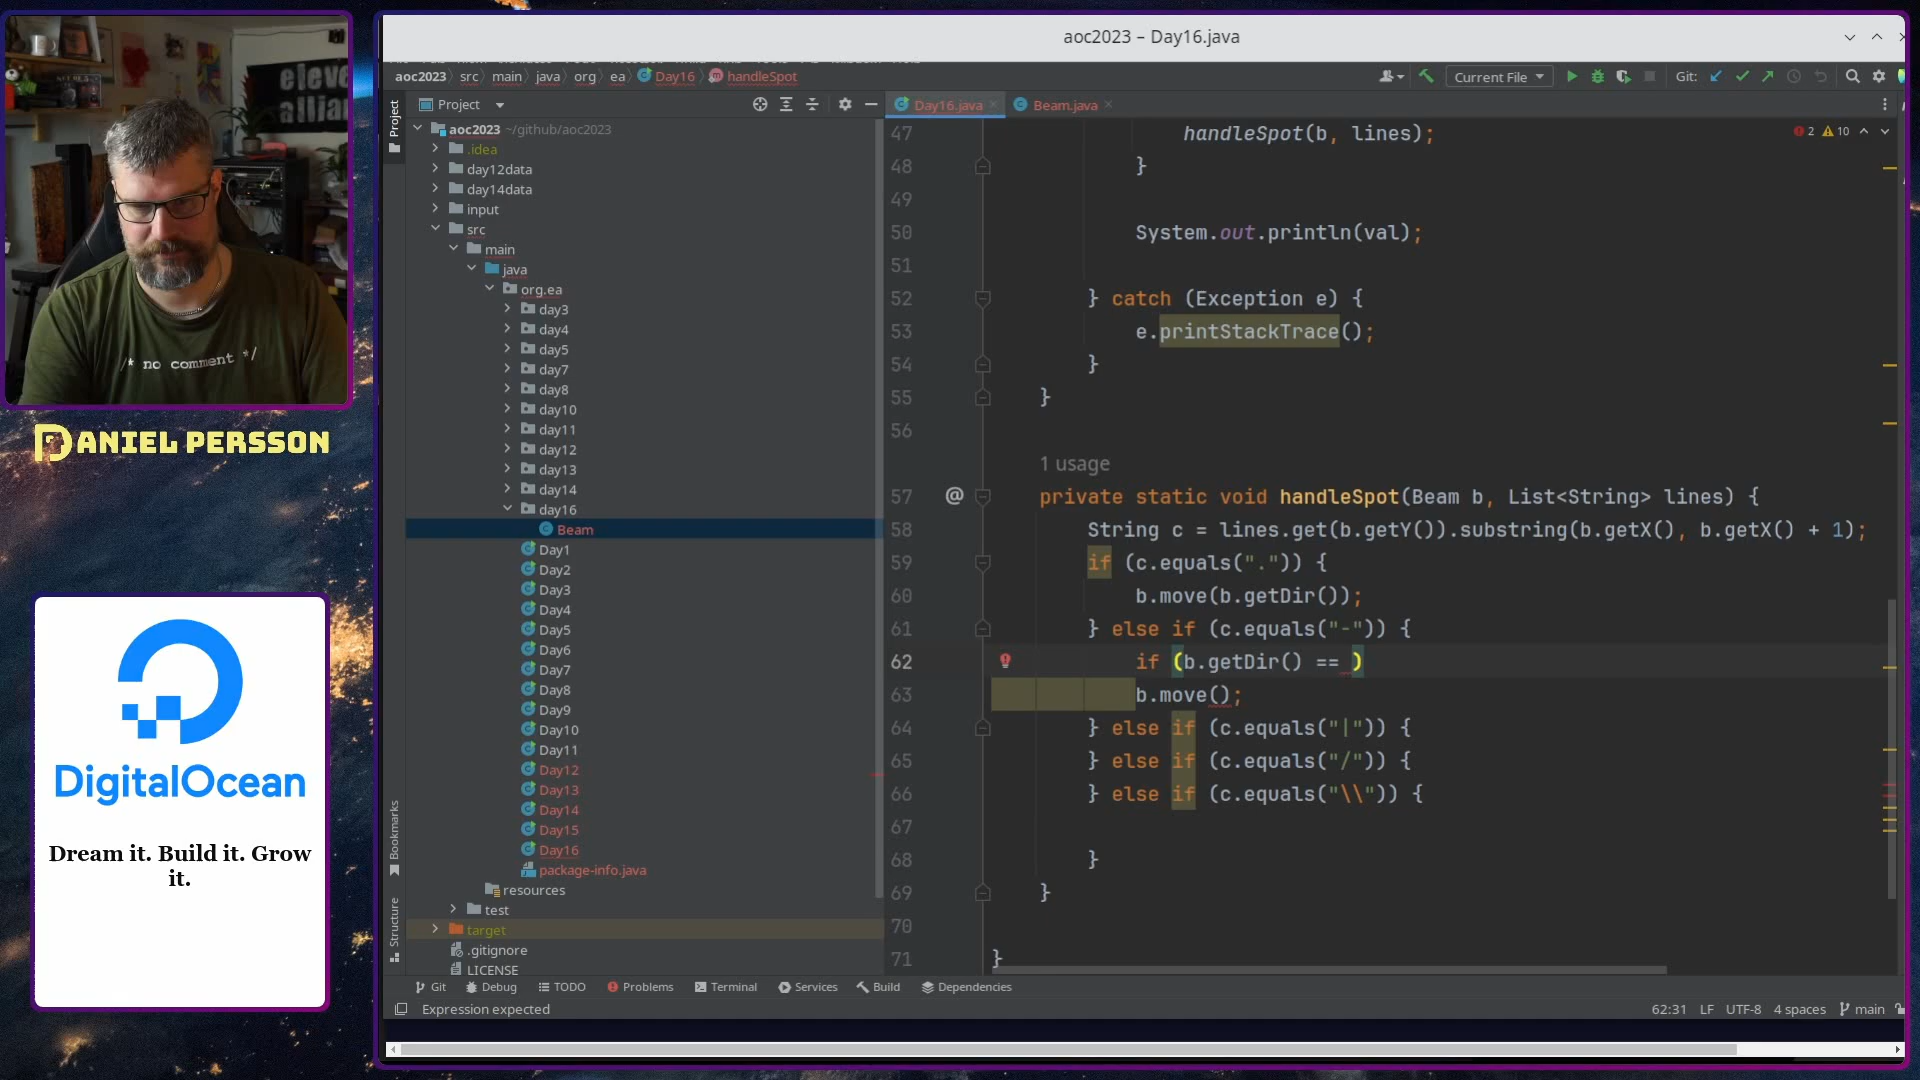 eleve
allian
/* no comment */
DANIEL PERSSON
DigitalOcean
Dream it. Build it. Grow
it.
aoc2023 – Day16.java
aoc2023 src main java org ea Day16 handleSpot
Current File
Git:
Project
Day16.java
Beam.java
Project
Bookmarks
Structure
aoc2023 ~/github/aoc2023
.idea
day12data
day14data
input
src
main
java
org.ea
day3
day4
day5
day7
day8
day10
day11
day12
day13
day14
day16
Beam
Day1
Day2
Day3
Day4
Day5
Day6
Day7
Day8
Day9
Day10
Day11
Day12
Day13
Day14
Day15
Day16
package-info.java
resources
test
target
.gitignore
LICENSE
2 10
47 handleSpot(b, lines);
48 }
49
50 System.out.println(val);
51
52 } catch (Exception e) {
53 e.printStackTrace();
54 }
55 }
56
1 usage
57 @ private static void handleSpot(Beam b, List<String> lines) {
58 String c = lines.get(b.getY()).substring(b.getX(), b.getX() + 1);
59 if (c.equals(".")) {
60 b.move(b.getDir());
61 } else if (c.equals("-")) {
62 if (b.getDir() == )
63 b.move();
64 } else if (c.equals("|")) {
65 } else if (c.equals("/")) {
66 } else if (c.equals("\\")) {
67
68 }
69 }
70
71 }
Git Debug TODO Problems Terminal Services Build Dependencies
Expression expected
62:31 LF UTF-8 4 spaces main